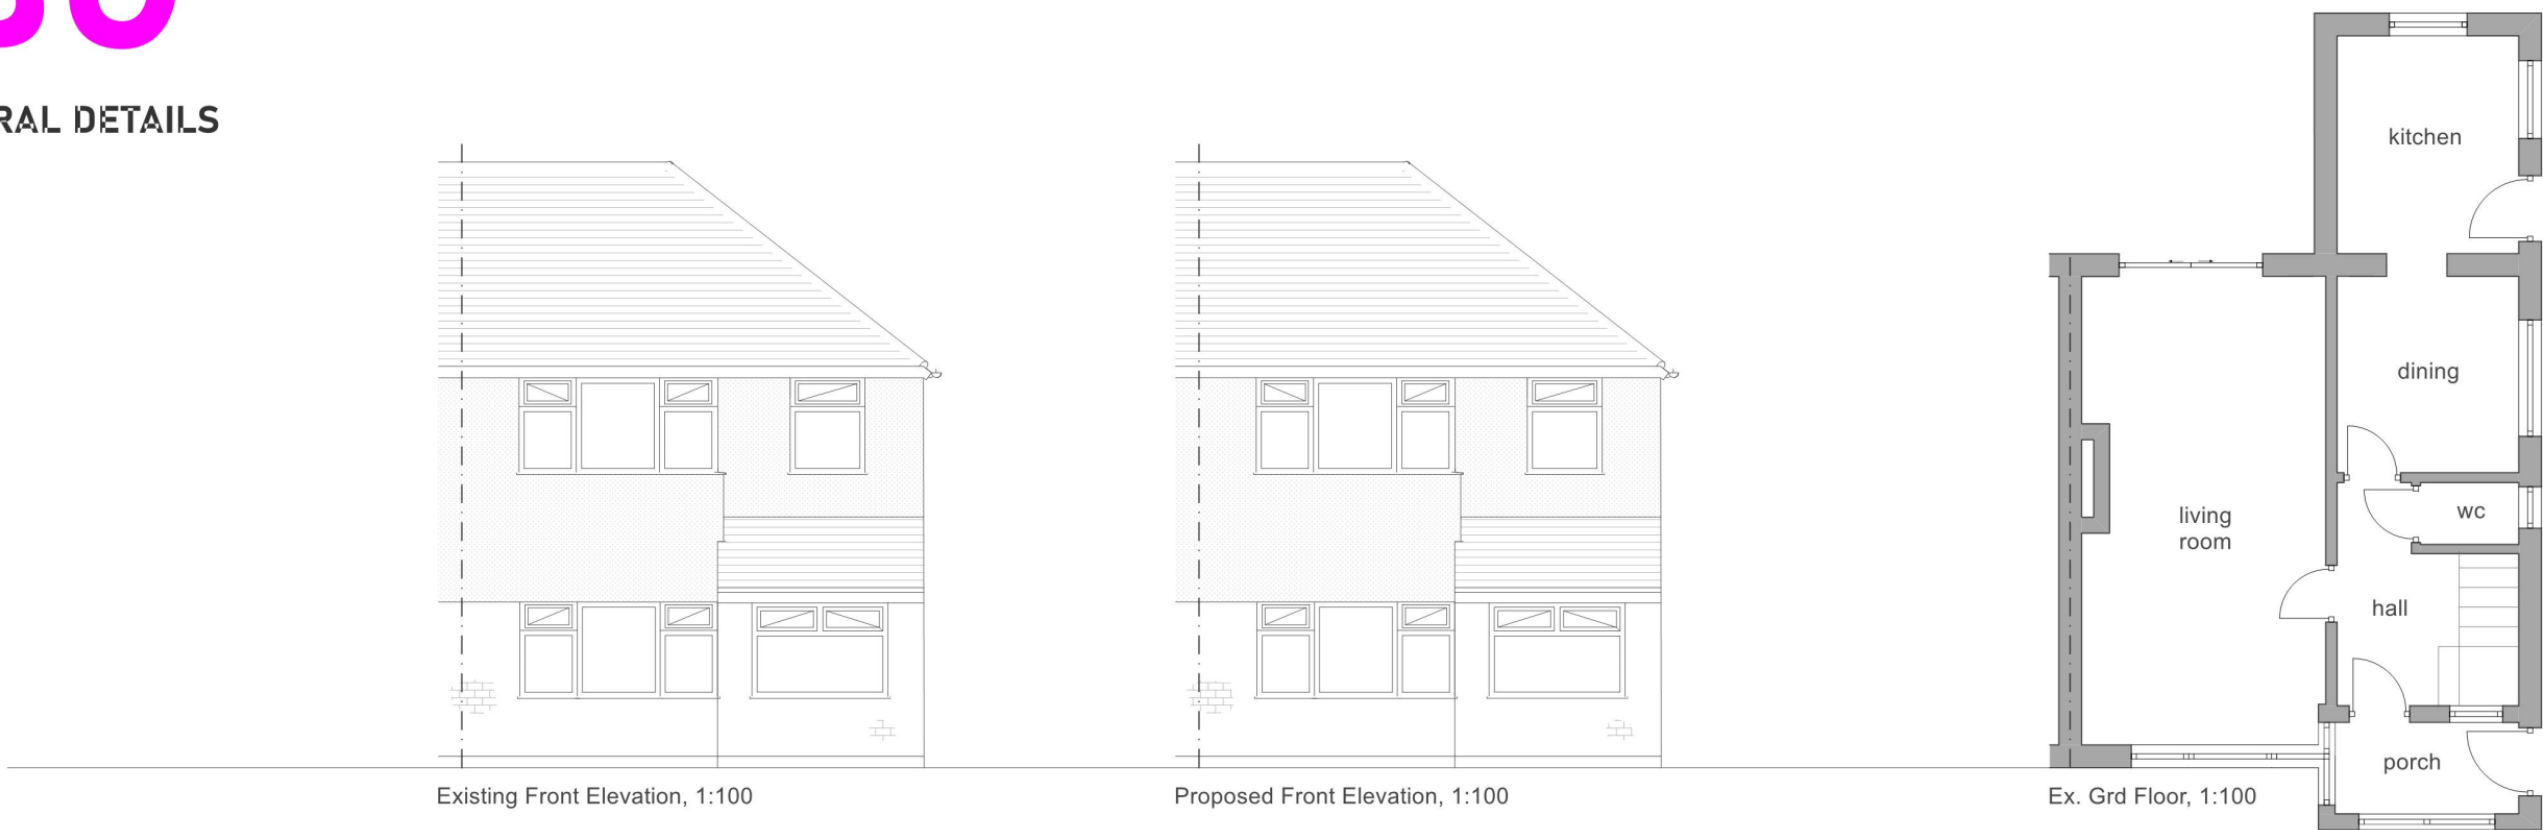 DETAILS
kitchen
dining
living
room
wc
hall
porch
Existing Front Elevation, 1:100
Proposed Front Elevation, 1:100
Ex. Grd Floor, 1:100